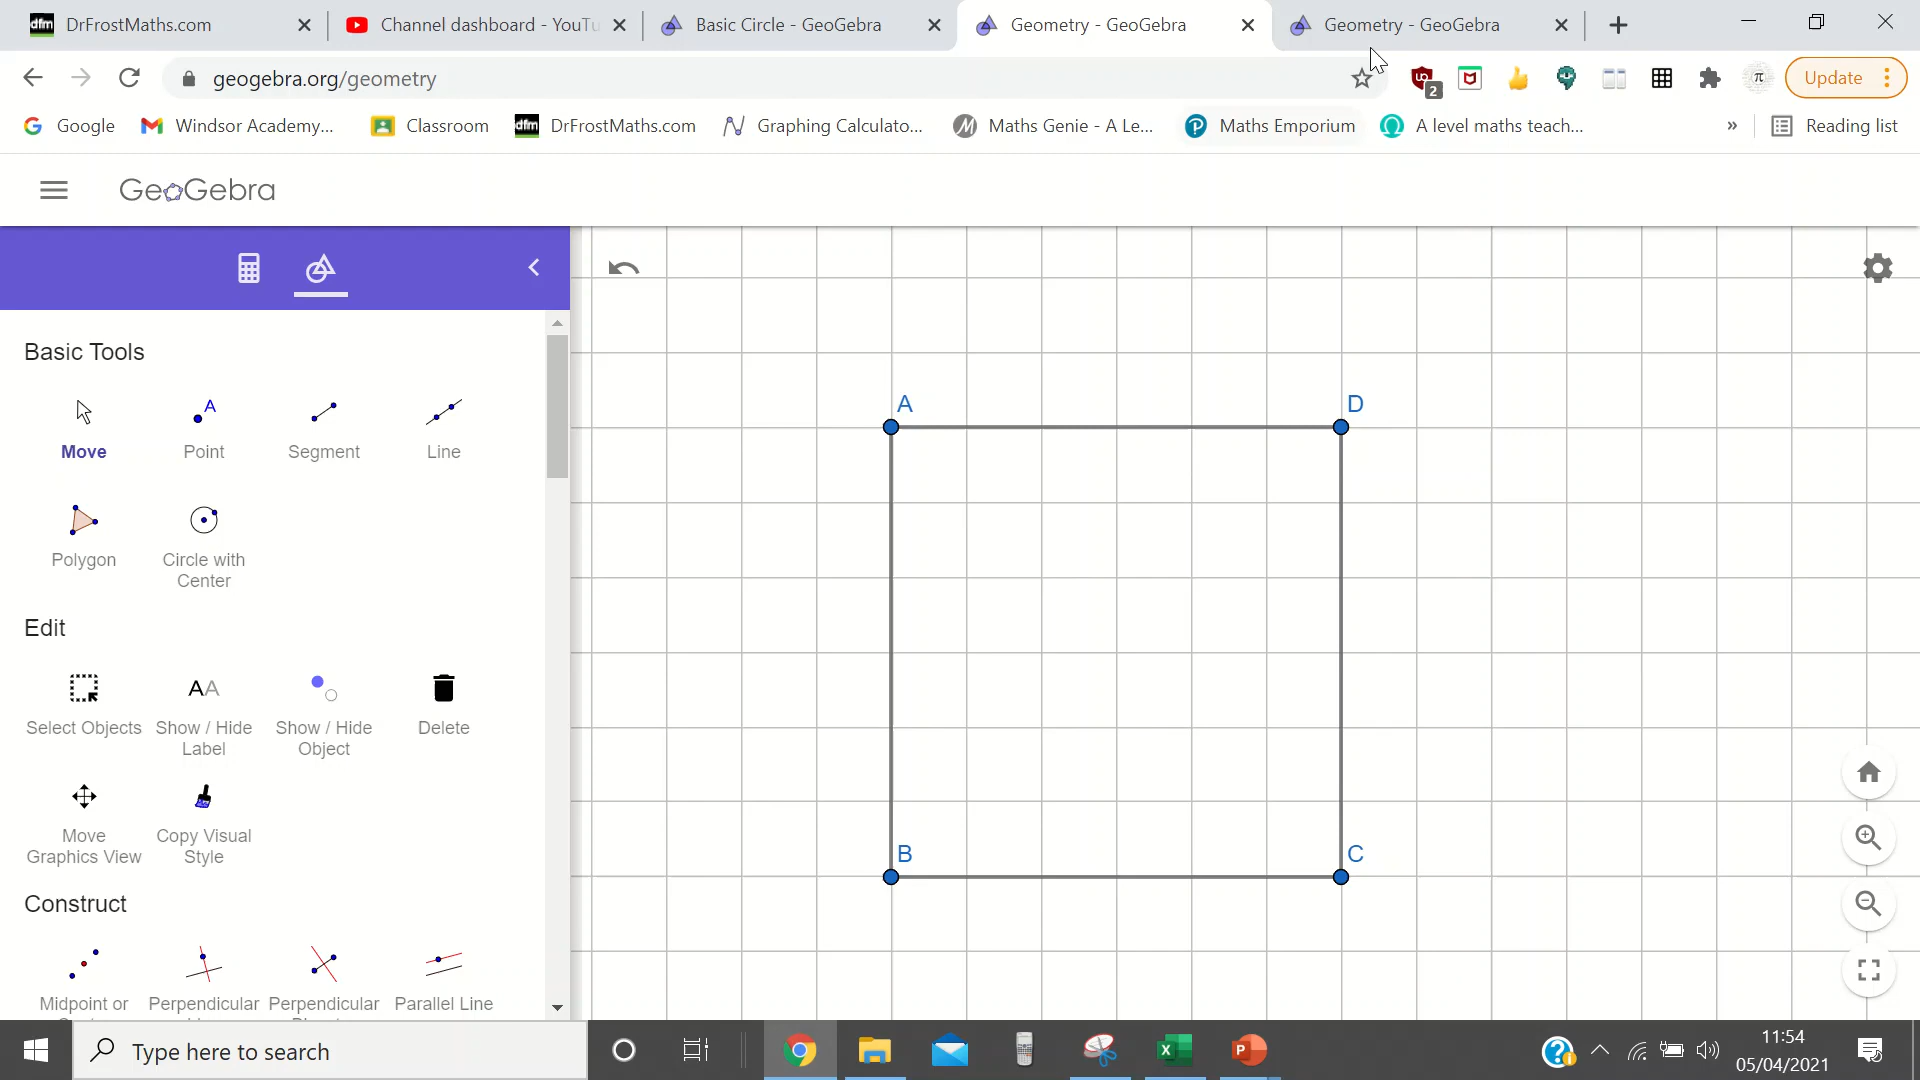 DrFrostMaths.com
Channel dashboard - YouTu
Basic Circle - GeoGebra
Geometry - GeoGebra
Geometry - GeoGebra
geogebra.org/geometry
2
Update
Google
Windsor Academy...
Classroom
dfm
DrFrostMaths.com
Graphing Calculato...
Maths Genie - A Le...
Maths Emporium
A level maths teach...
»
Reading list
GeoGebra
Basic Tools
Move
A
Point
Segment
Line
Polygon
Circle with
Center
Edit
Select Objects
AA
Show / Hide
Label
Show / Hide
Object
Delete
Move
Graphics View
Copy Visual
Style
Construct
Midpoint or
Perpendicular
Perpendicular
Parallel Line
A
D
B
C
Type here to search
11:54
05/04/2021